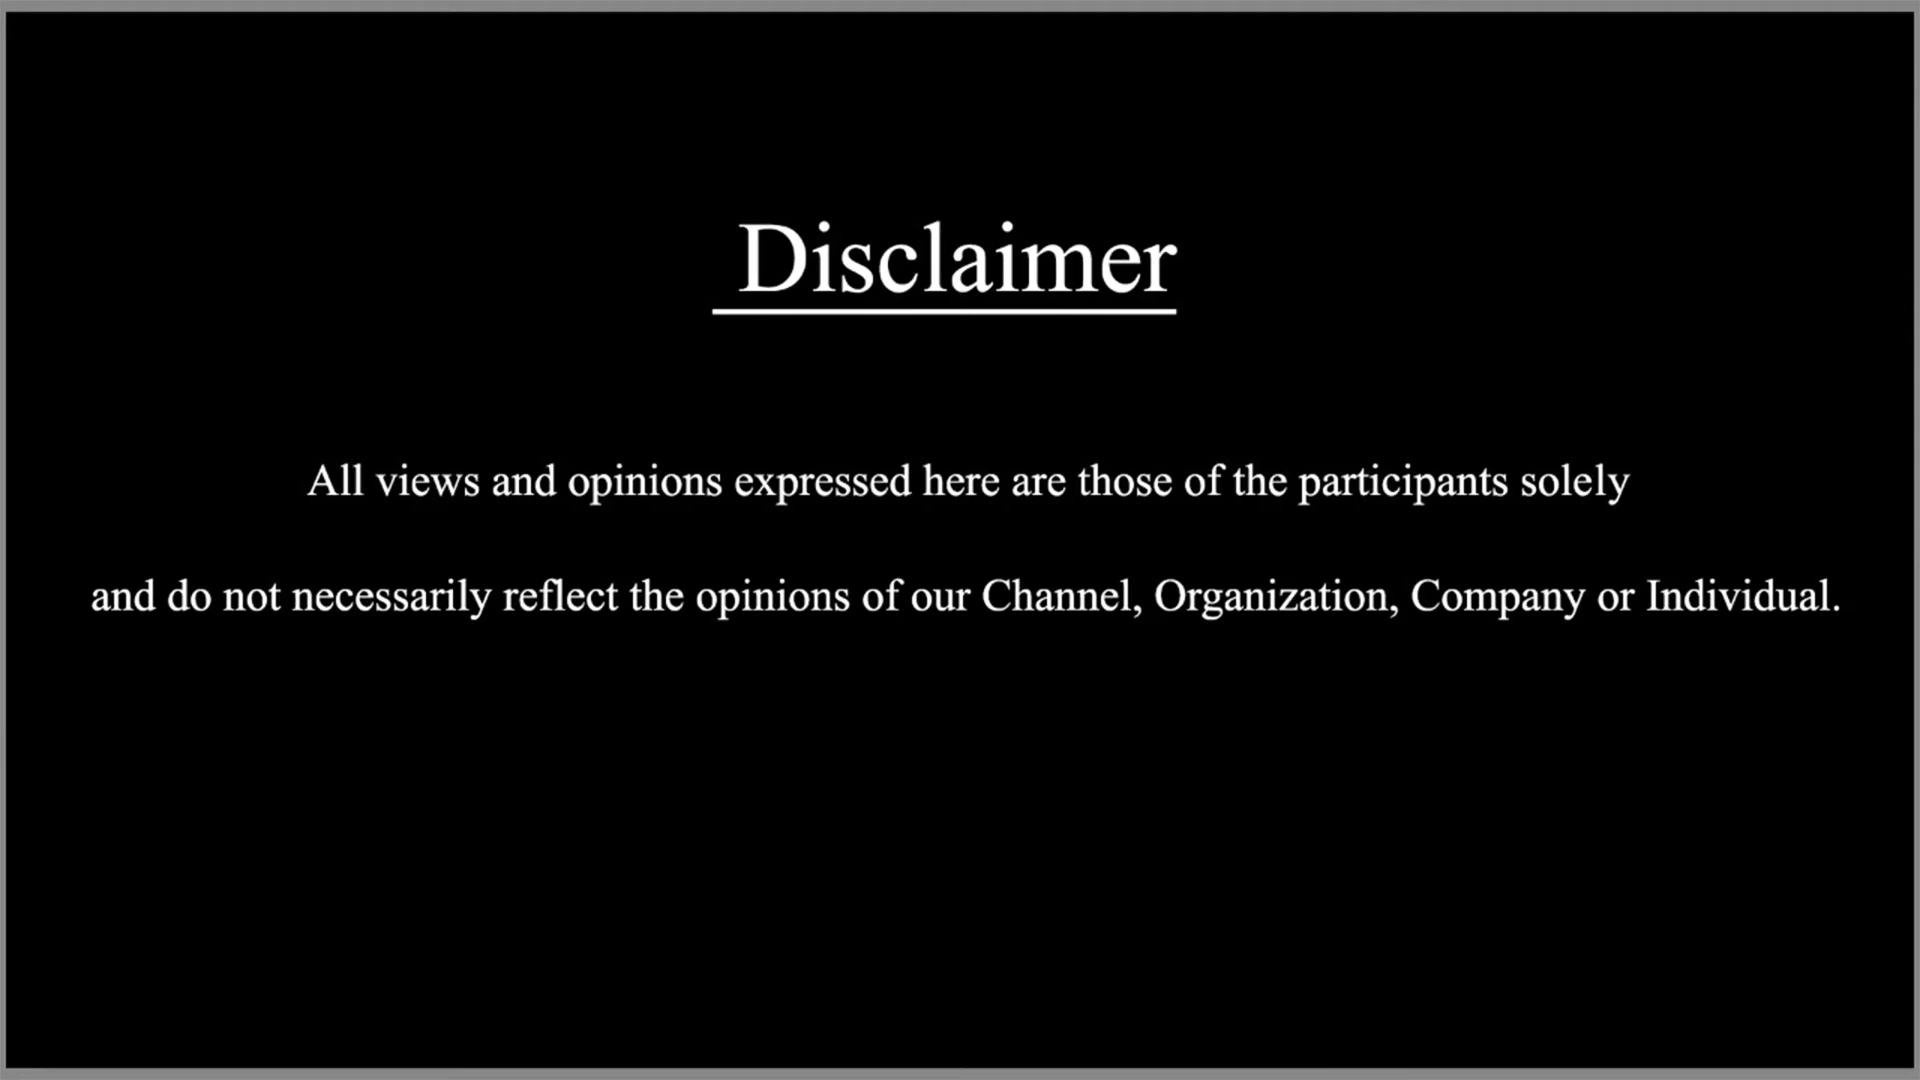 Disclaimer
All views and opinions expressed here are those of the participants solely
and do not necessarily reflect the opinions of our Channel, Organization, Company or Individual.